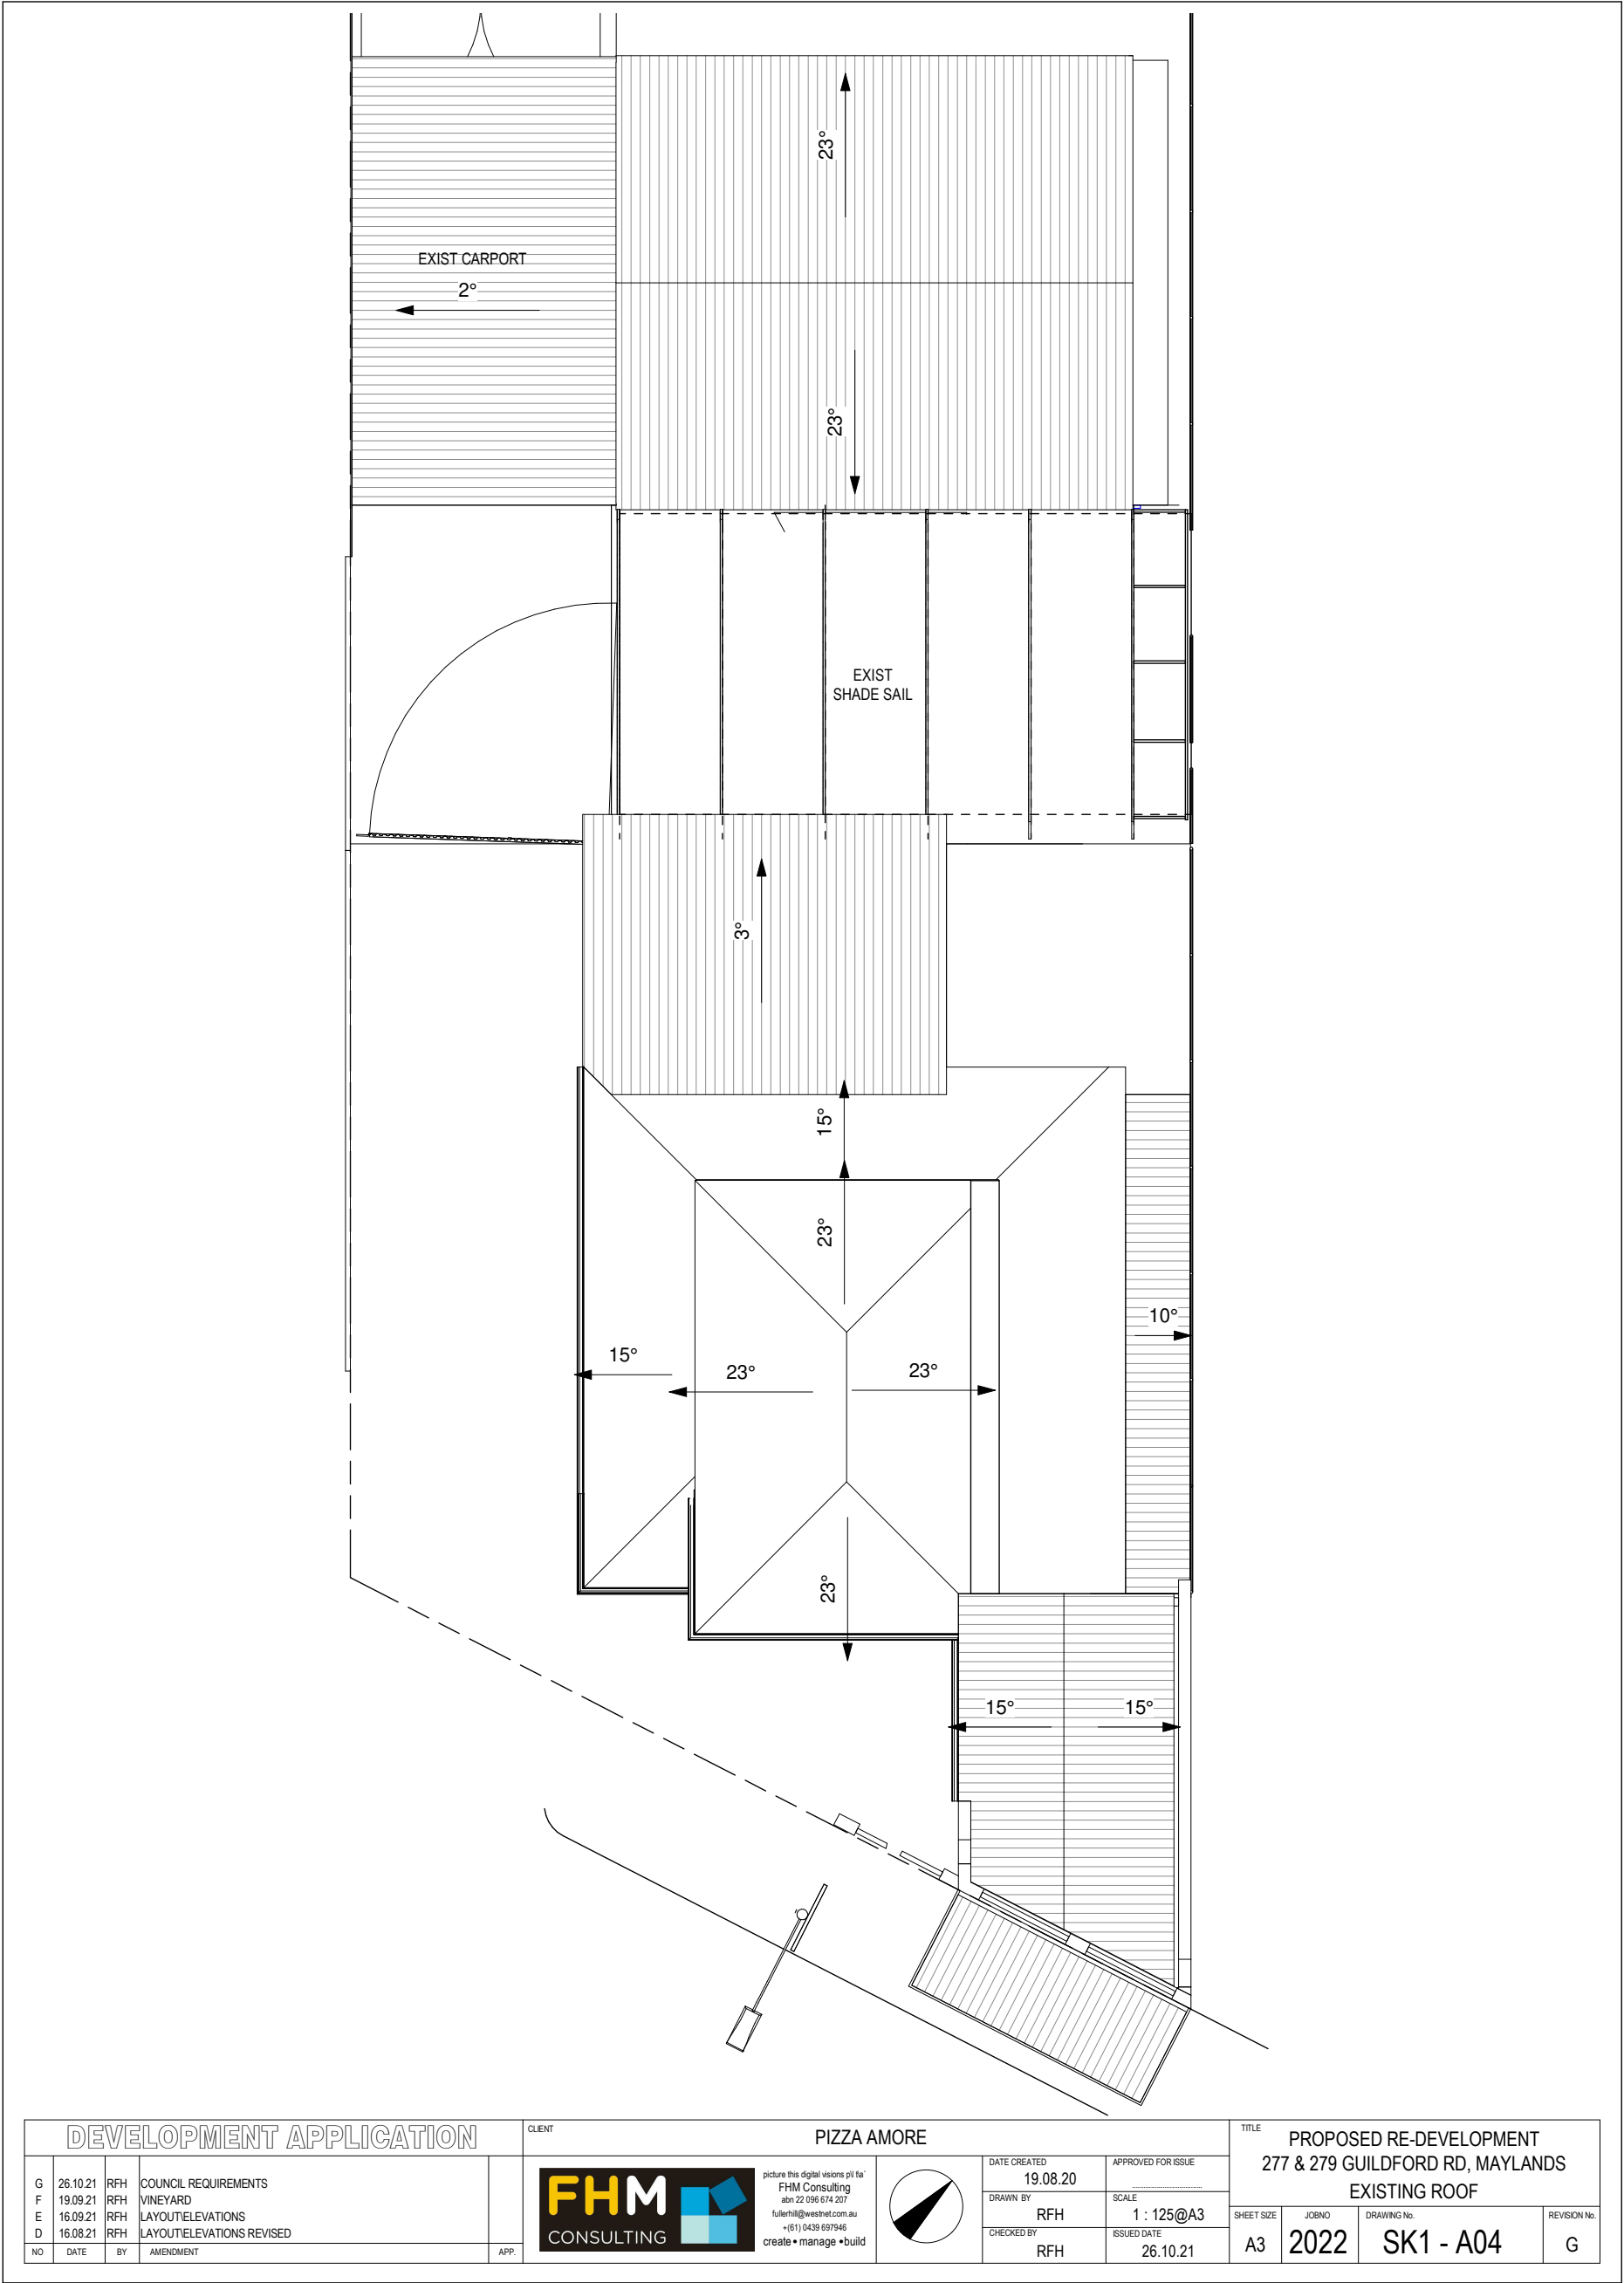 23°
EXIST CARPORT
2°
23°
EXIST
SHADE SAIL
3°
15°
23°
10°
15°
23°
23°
23°
15°
15°
DEVELOPMENT APPLICATION
G 26.10.21 RFH COUNCIL REQUIREMENTS
F 19.09.21 RFH VINEYARD
E 16.09.21 RFH LAYOUT\ELEVATIONS
D 16.08.21 RFH LAYOUT\ELEVATIONS REVISED
NO DATE BY AMENDMENT APP.
CLIENT
PIZZA AMORE
FHM
CONSULTING
picture this digital visions p\l
FHM Consulting
abn 22 096 674 207
fullerhill@westnet.com.au
+(61) 0439 697946
create • manage • build
DATE CREATED
19.08.20
APPROVED FOR ISSUE
DRAWN BY
RFH
SCALE
1 : 125@A3
CHECKED BY
RFH
ISSUED DATE
26.10.21
TITLE
PROPOSED RE-DEVELOPMENT
277 & 279 GUILDFORD RD, MAYLANDS
EXISTING ROOF
SHEET SIZE
A3
JOBNO
2022
DRAWING No.
SK1 - A04
REVISION No.
G